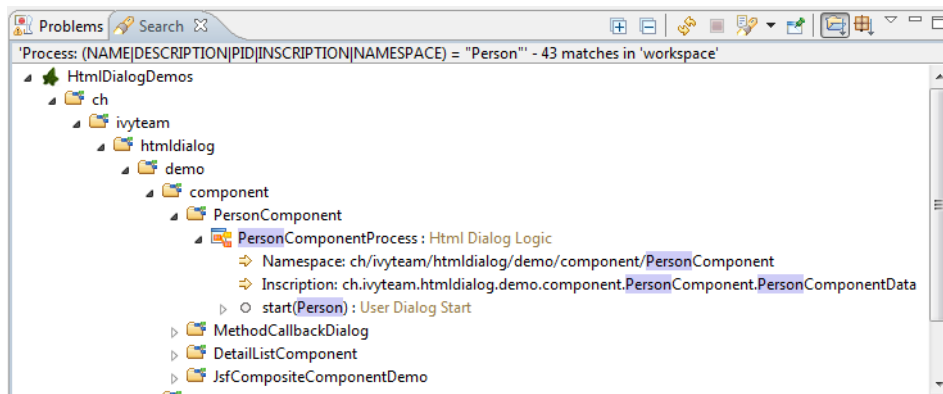 Problems Search
'Process: (NAME|DESCRIPTION|PID|INSCRIPTION|NAMESPACE) = "Person"' - 43 matches in 'workspace'
HtmlDialogDemos
ch
ivyteam
htmldialog
demo
component
PersonComponent
PersonComponentProcess : Html Dialog Logic
Namespace: ch/ivyteam/htmldialog/demo/component/PersonComponent
Inscription: ch.ivyteam.htmldialog.demo.component.PersonComponent.PersonComponentData
start(Person) : User Dialog Start
MethodCallbackDialog
DetailListComponent
JsfCompositeComponentDemo